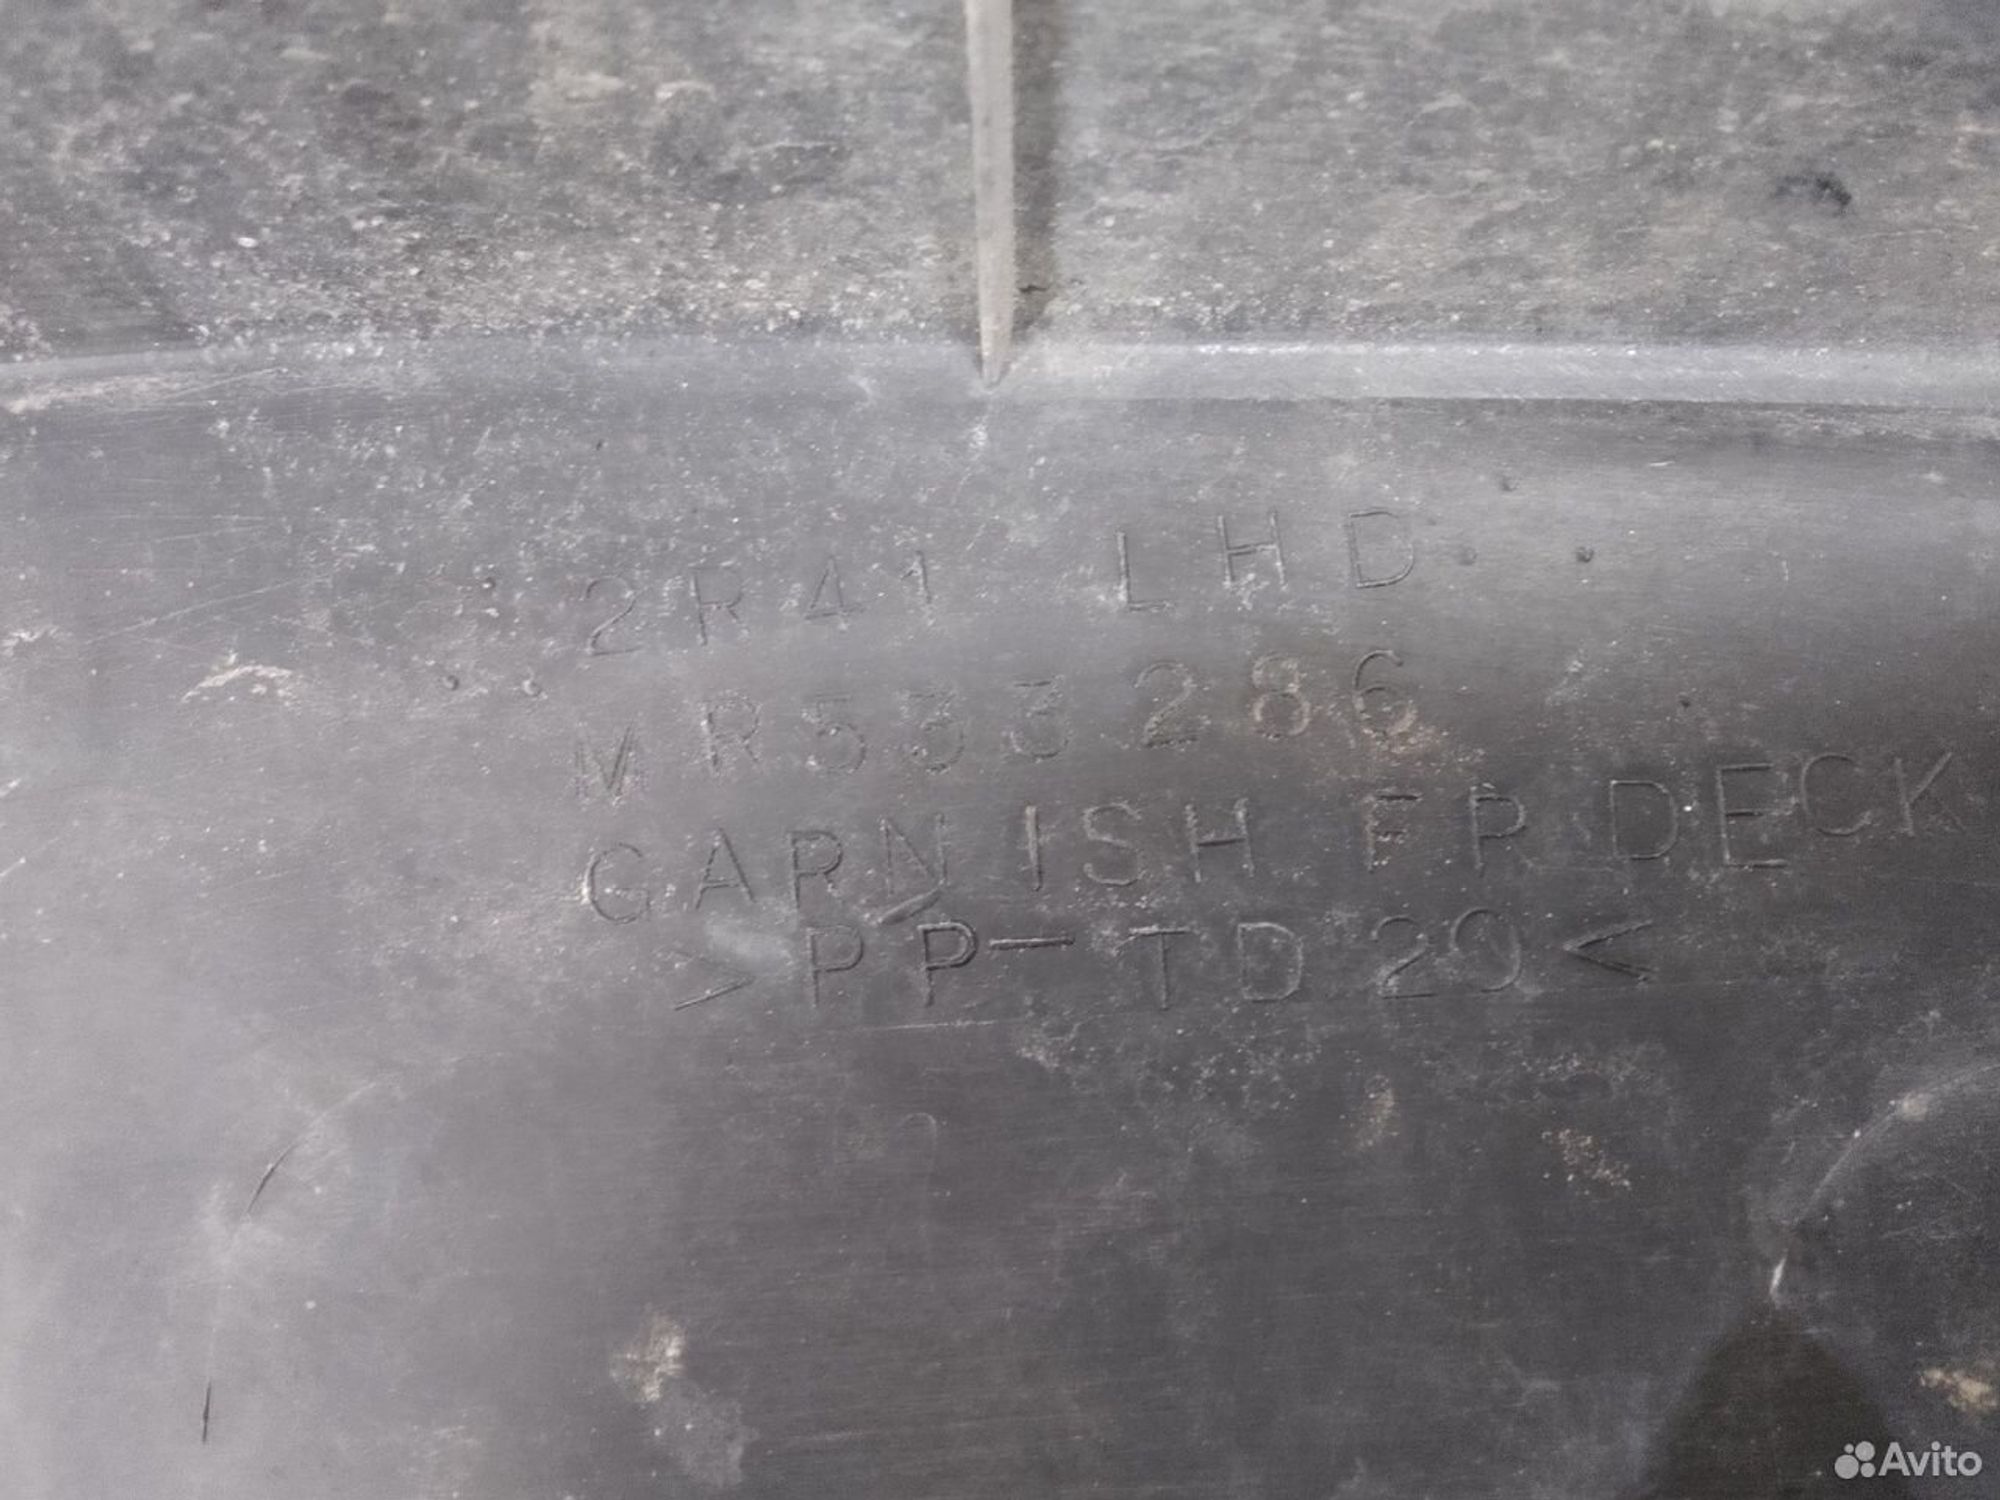 2R41 LHD
MR533286
GARNISH FR DECK
>PP-TD20<
Avito